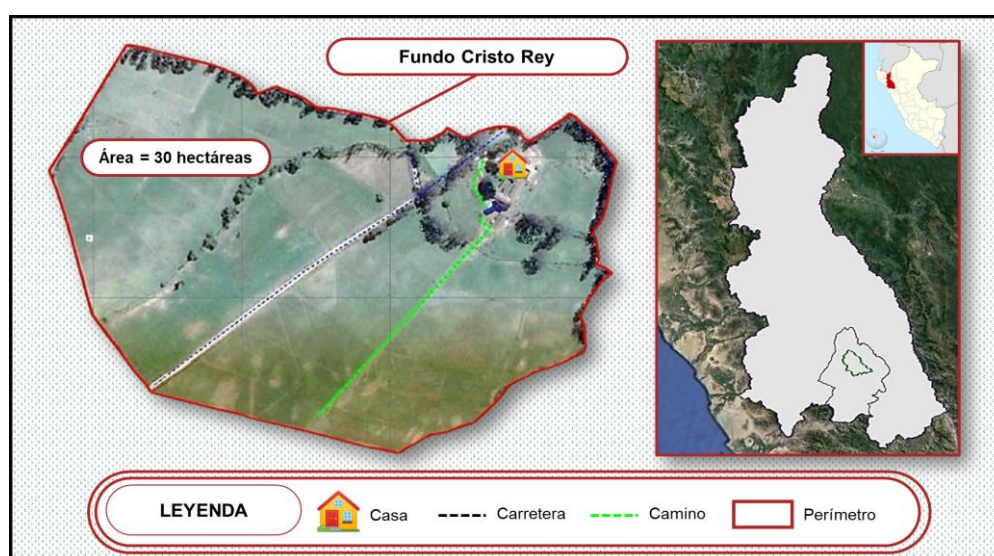 Fundo Cristo Rey
Área = 30 hectáreas
LEYENDA
Casa
Carretera
Camino
Perímetro